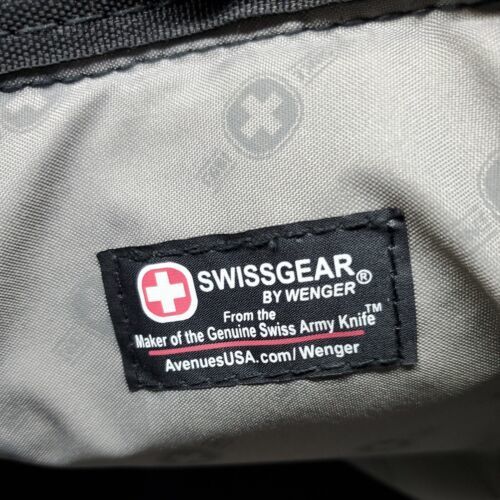 SWISSGEAR®
BY WENGER
From the
Maker of the Genuine Swiss Army Knife™
AvenuesUSA.com/Wenger